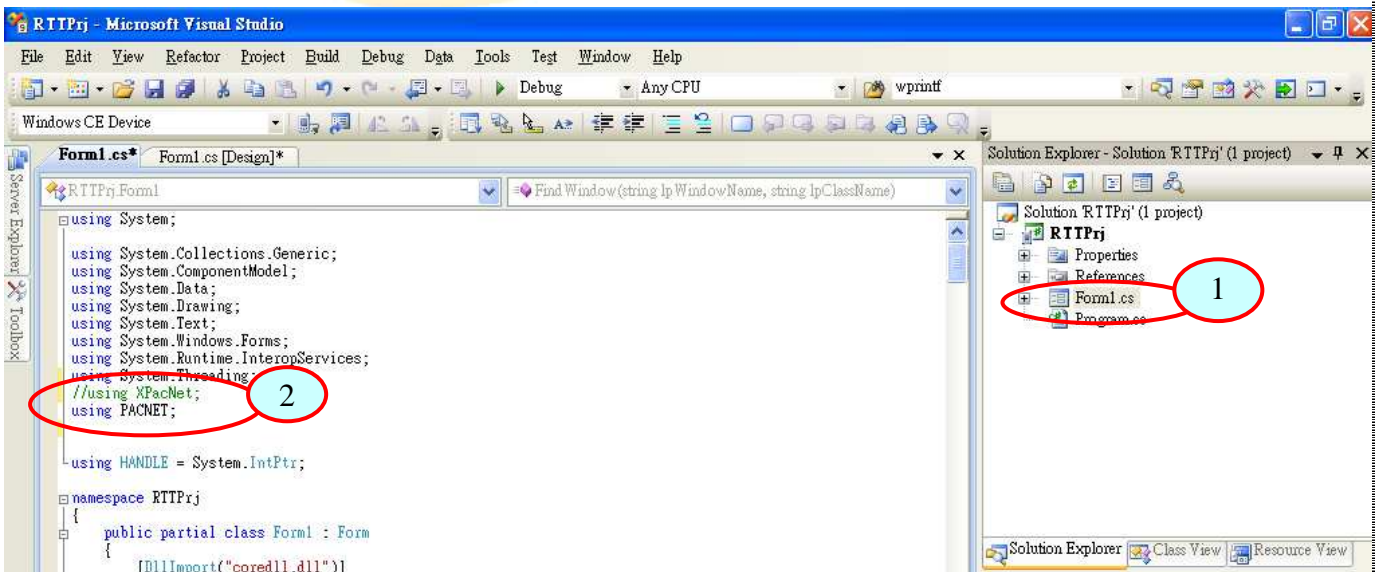 RTTPrj - Microsoft Visual Studio
File Edit View Refactor Project Build Debug Data Tools Test Window Help
Debug Any CPU wprintf
Windows CE Device
Form1.cs* Form1.cs [Design]*
RTTPrj.Form1 FindWindow(string lpWindowName, string lpClassName)
Server Explorer
Toolbox
using System;
using System.Collections.Generic;
using System.ComponentModel;
using System.Data;
using System.Drawing;
using System.Text;
using System.Windows.Forms;
using System.Runtime.InteropServices;
using System.Threading;
//using XPacNet;
using PACNET;
2
using HANDLE = System.IntPtr;
namespace RTTPrj
{
public partial class Form1 : Form
{
[DllImport("coredll.dll")]
Solution Explorer - Solution 'RTTPrj' (1 project)
Solution 'RTTPrj' (1 project)
RTTPrj
Properties
References
Form1.cs
1
Program.cs
Solution Explorer Class View Resource View